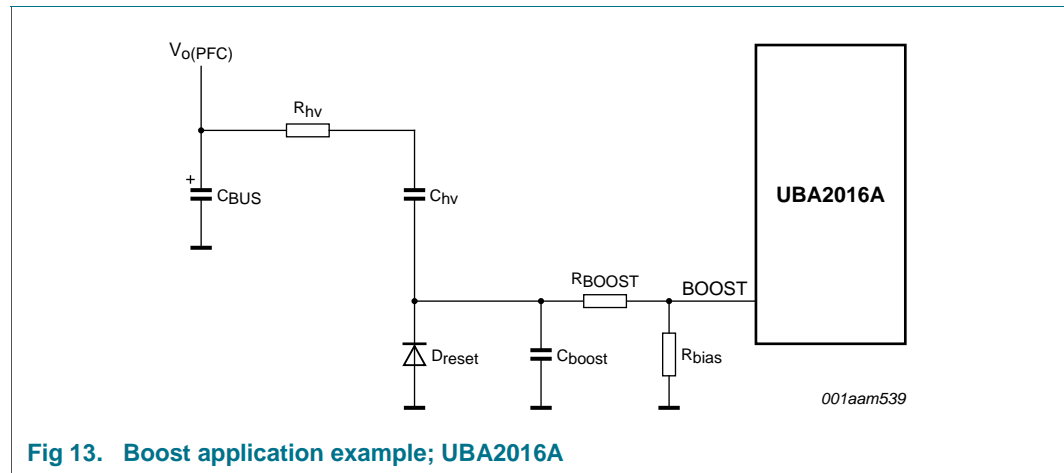 Vo(PFC)
Rhv
+
CBUS
Chv
UBA2016A
RBOOST
BOOST
Dreset
Cboost
Rbias
001aam539
Fig 13. Boost application example; UBA2016A